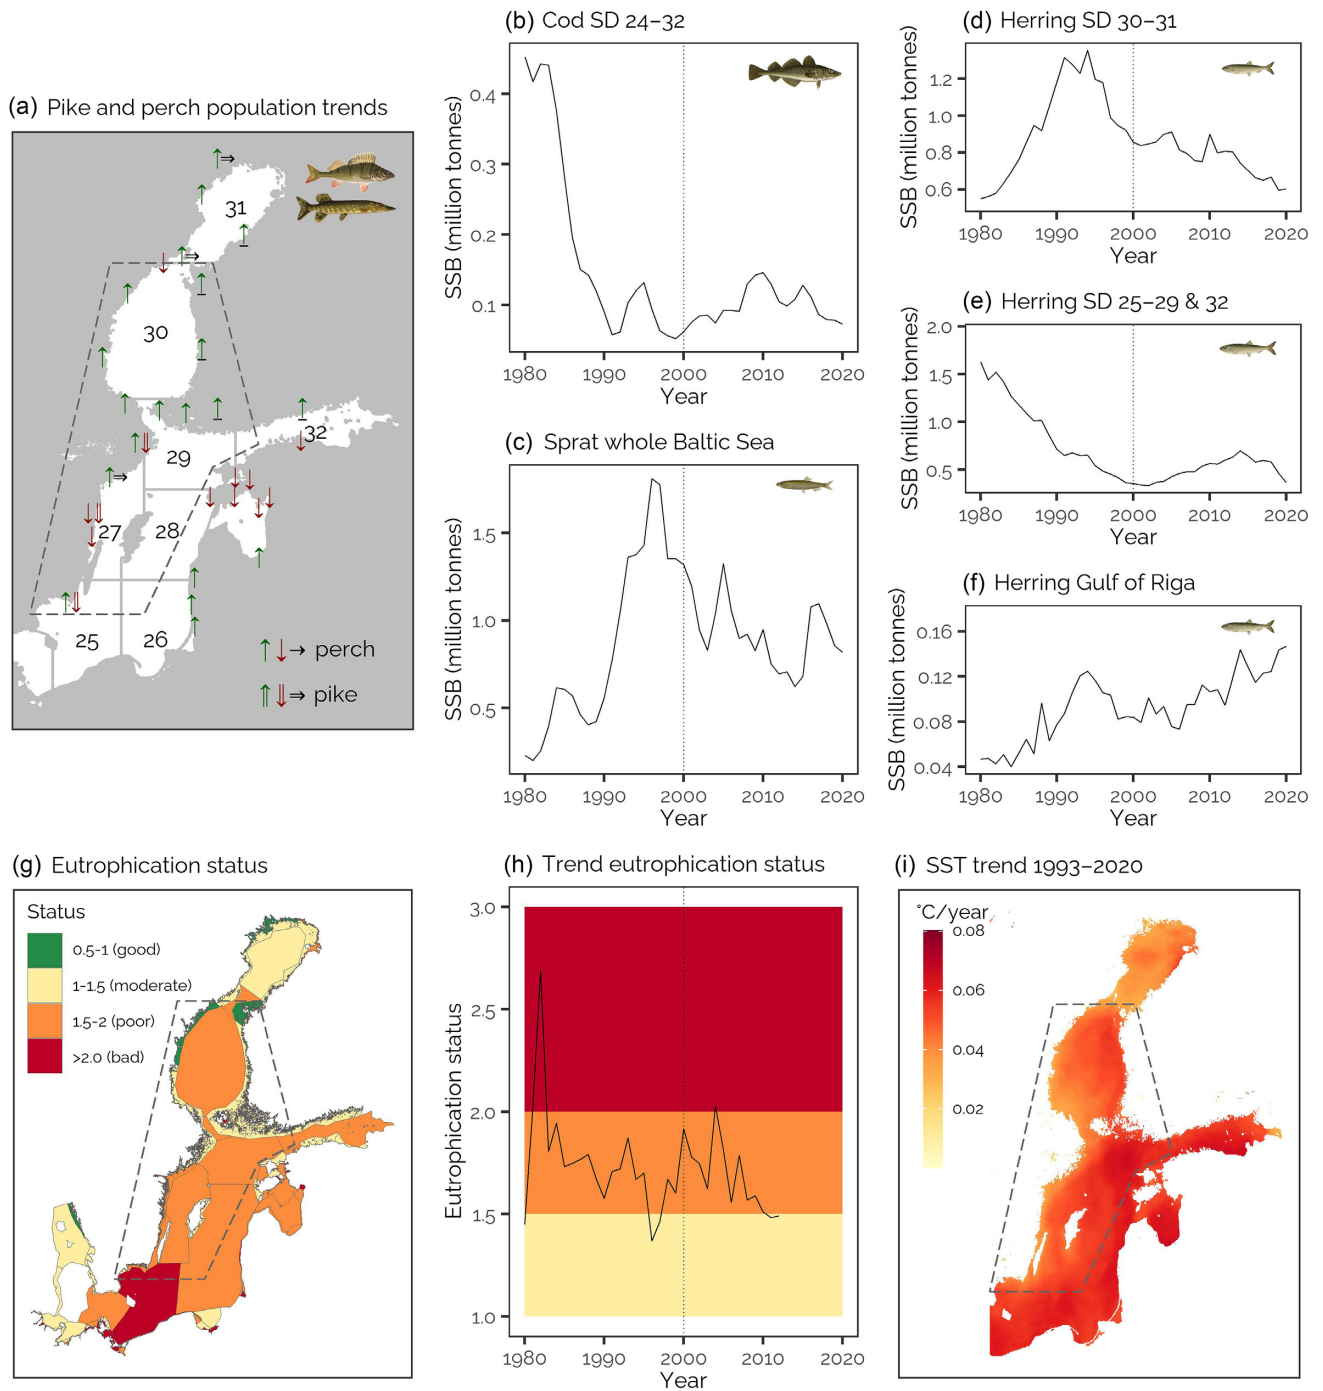 (a) Pike and perch population trends
31
30
32
29
27
28
25
26
perch
pike
(b) Cod SD 24–32
SSB (million tonnes)
0.4
0.3
0.2
0.1
1980 1990 2000 2010 2020
Year
(c) Sprat whole Baltic Sea
SSB (million tonnes)
1.5
1.0
0.5
1980 1990 2000 2010 2020
Year
(d) Herring SD 30–31
SSB (million tonnes)
1.2
1.0
0.8
0.6
1980 1990 2000 2010 2020
Year
(e) Herring SD 25–29 & 32
SSB (million tonnes)
2.0
1.5
1.0
0.5
1980 1990 2000 2010 2020
Year
(f) Herring Gulf of Riga
SSB (million tonnes)
0.16
0.12
0.08
0.04
1980 1990 2000 2010 2020
Year
(g) Eutrophication status
Status
0.5-1 (good)
1-1.5 (moderate)
1.5-2 (poor)
>2.0 (bad)
(h) Trend eutrophication status
Eutrophication status
3.0
2.5
2.0
1.5
1.0
1980 1990 2000 2010 2020
Year
(i) SST trend 1993–2020
°C/year
0.08
0.06
0.04
0.02